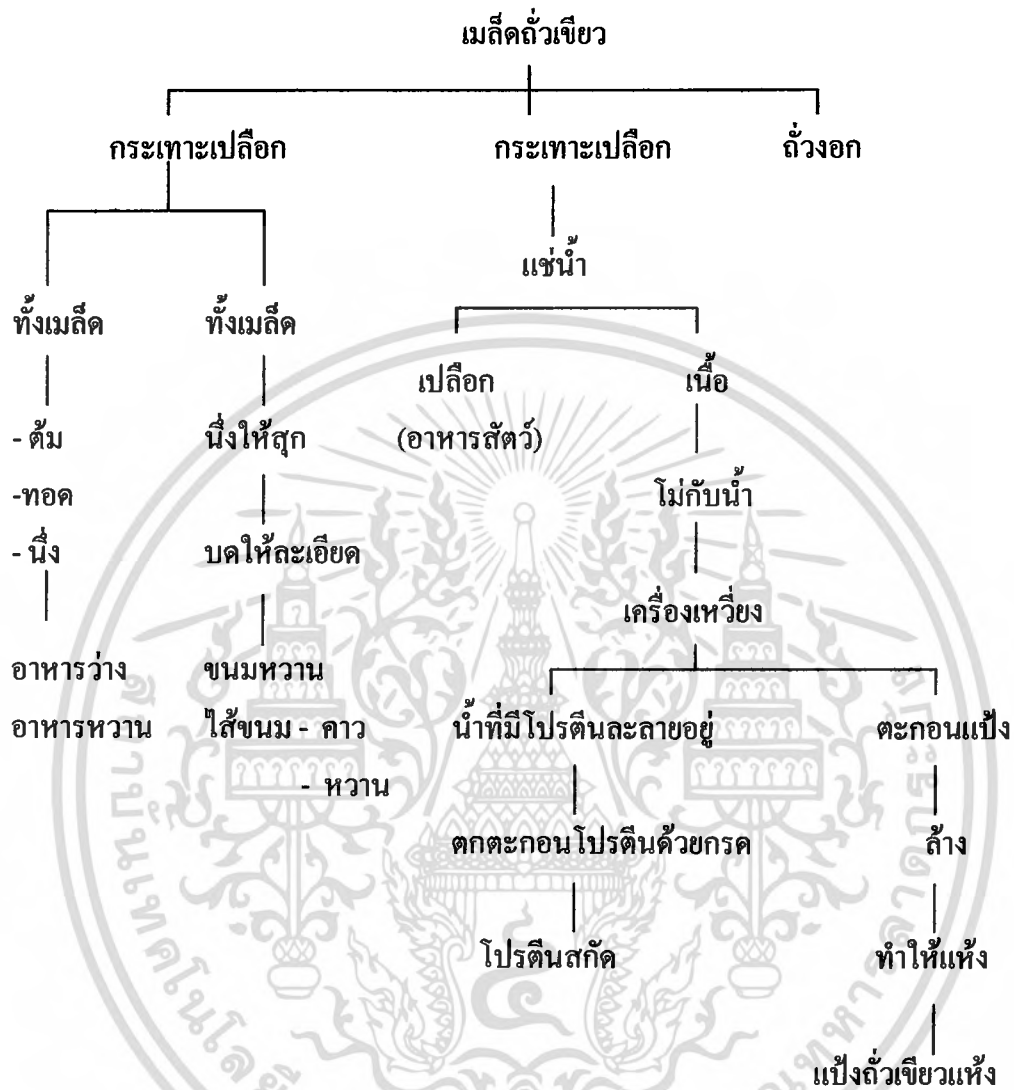 เมล็ดถั่วเขียว
กระเทาะเปลือก กระเทาะเปลือก ถั่วงอก
แช่น้ำ
ทั้งเมล็ด ทั้งเมล็ด
เปลือก เนื้อ
- ต้ม นึ่งให้สุก (อาหารสัตว์)
-ทอด โม่กับน้ำ
- นึ่ง บดให้ละเอียด
เครื่องเหวี่ยง
อาหารว่าง ขนมหวาน
อาหารหวาน ไส้ขนม - คาว น้ำที่มีโปรตีนละลายอยู่ ตะกอนแป้ง
- หวาน
ตกตะกอนโปรตีนด้วยกรด ล้าง
โปรตีนสกัด ทำให้แห้ง
แป้งถั่วเขียวแห้ง